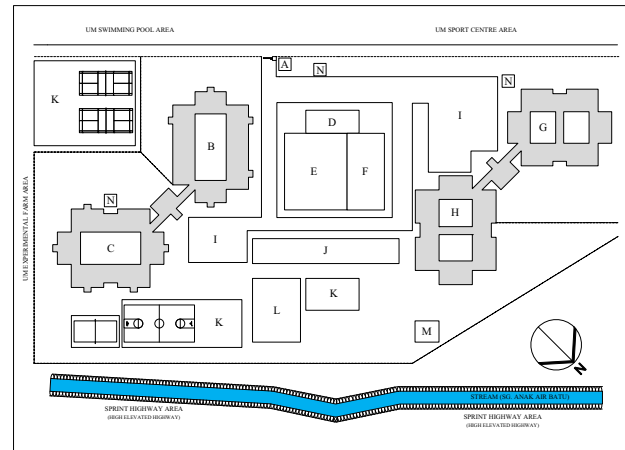 UM SWIMMING POOL AREA
UM SPORT CENTRE AREA
A
N
N
K
I
D
G
B
E
F
N
H
C
I
J
K
L
K
M
UM EXPERIMENTAL FARM AREA
N
STREAM (SG. ANAK AIR BATU)
SPRINT HIGHWAY AREA
(HIGH ELEVATED HIGHWAY)
SPRINT HIGHWAY AREA
(HIGH ELEVATED HIGHWAY)